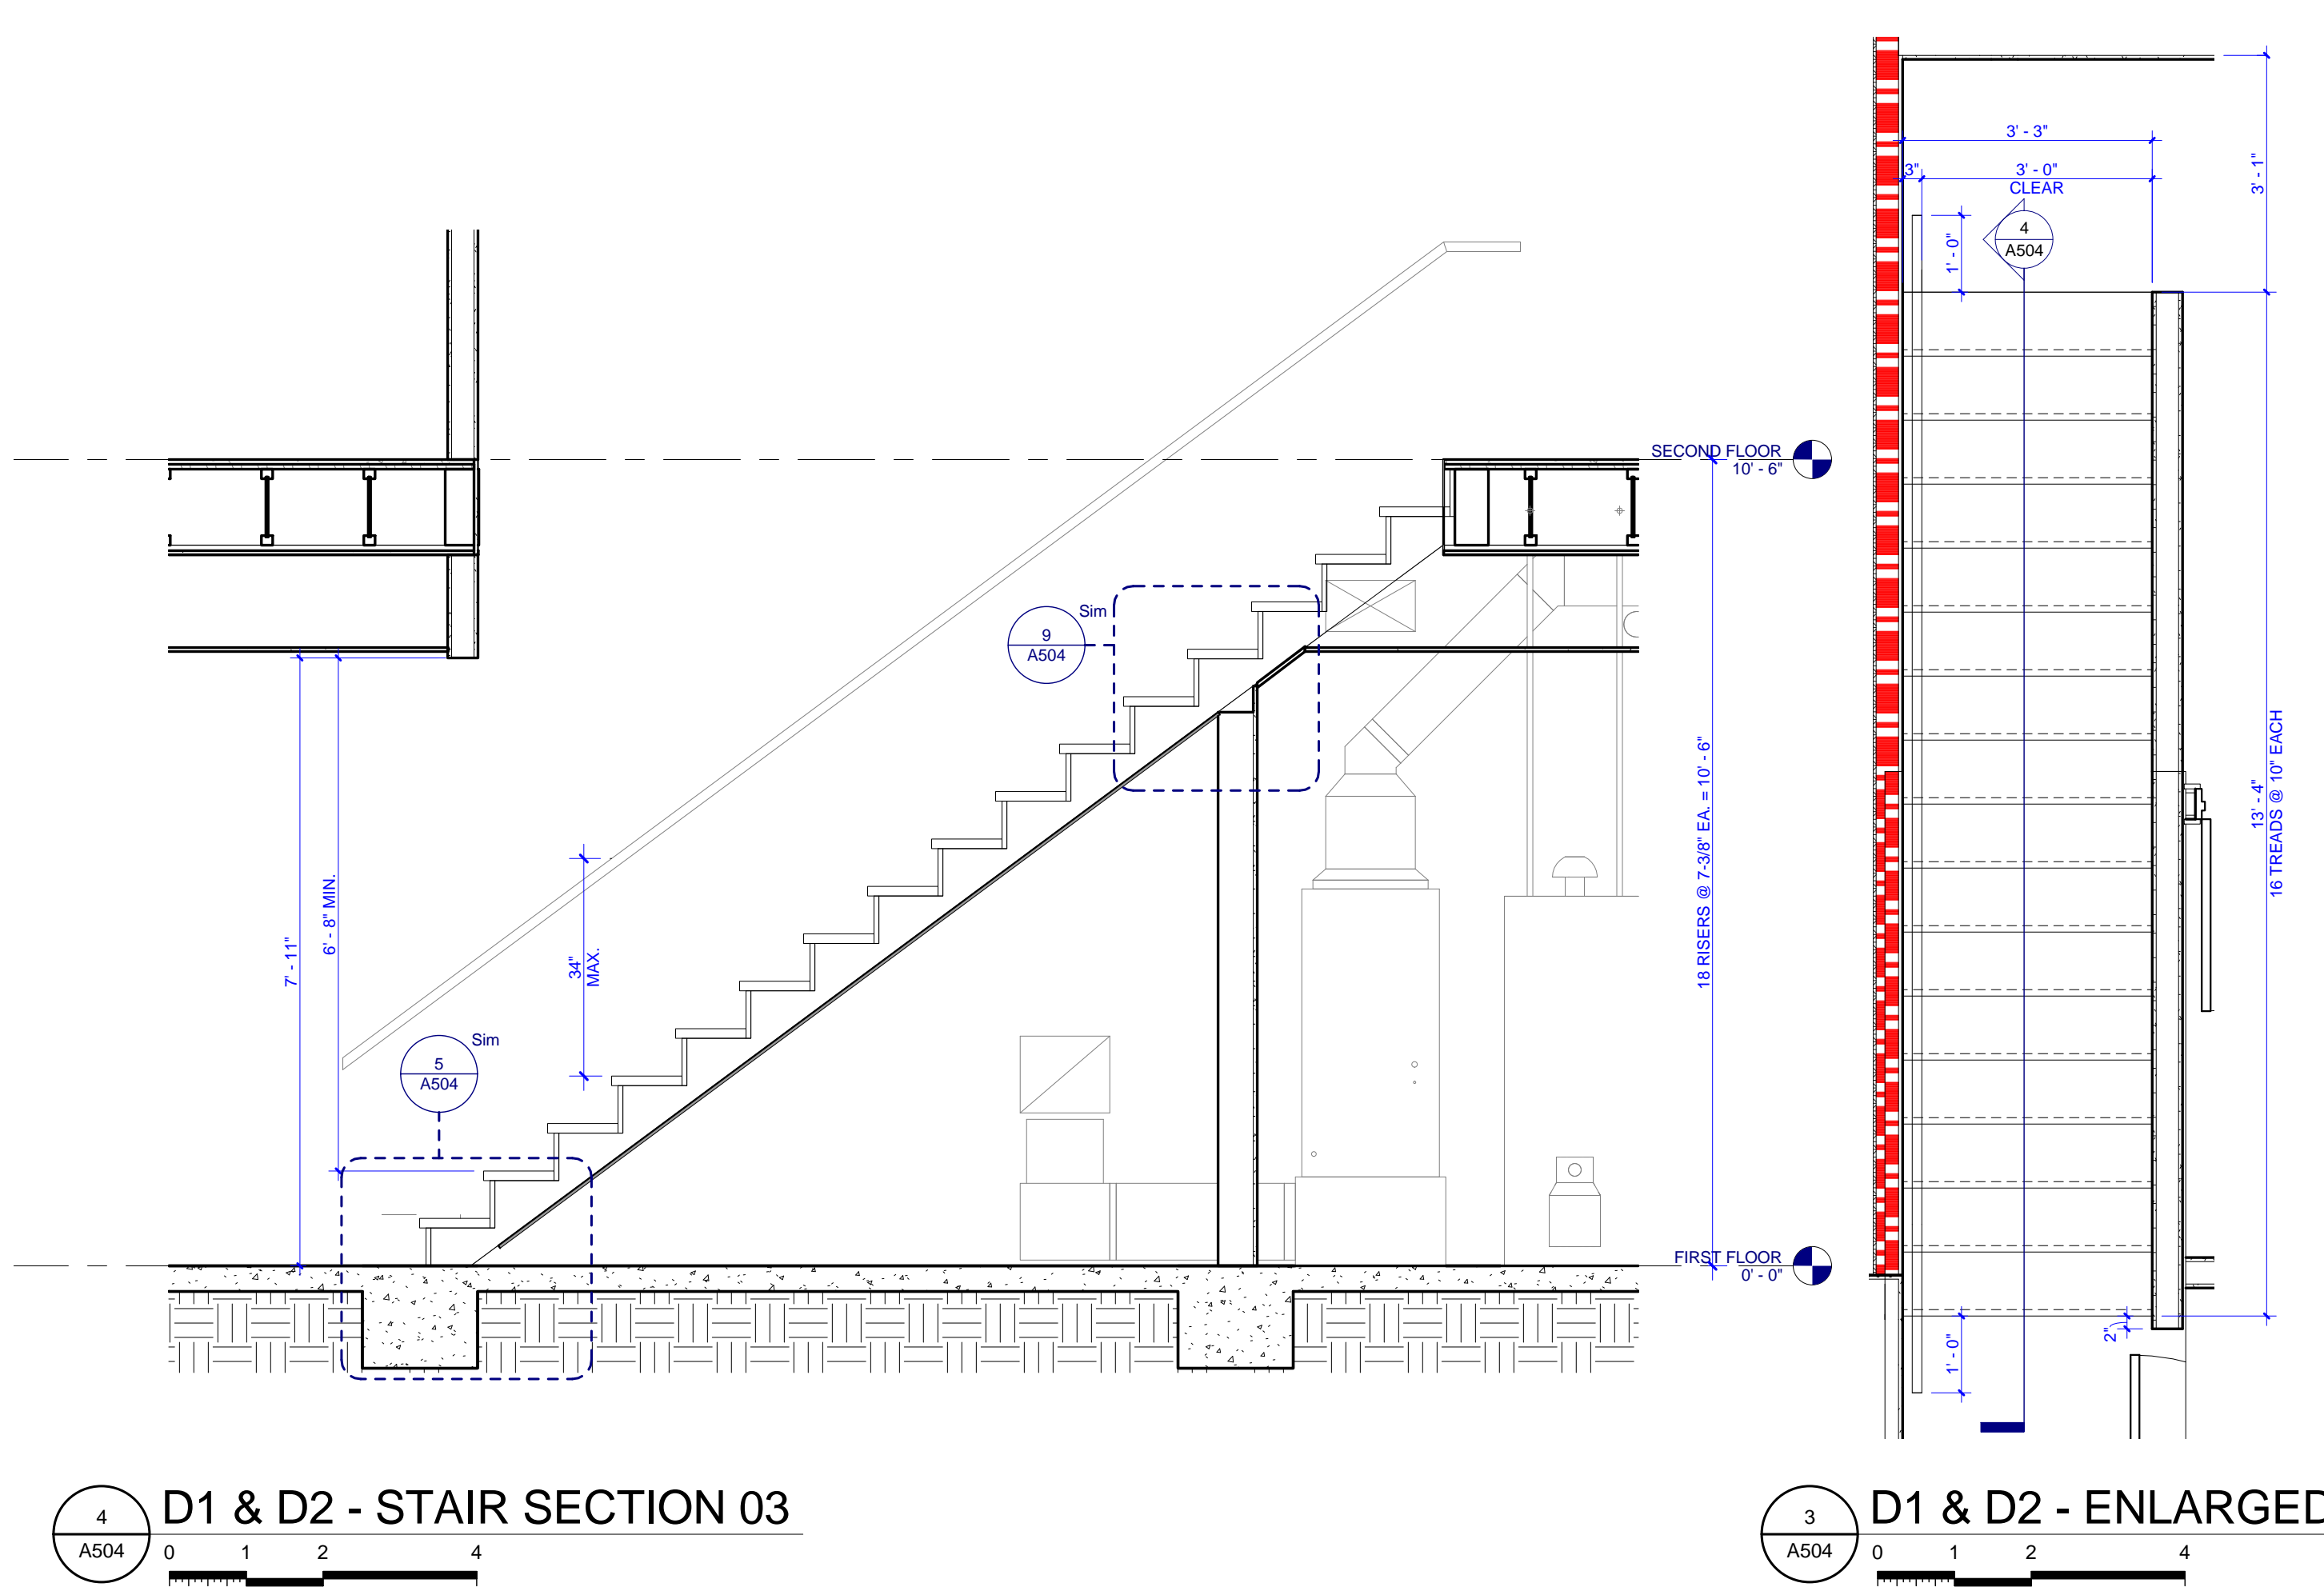 3' - 3"
3"
3' - 0"
CLEAR
3' - 1"
4
A504
1' - 0"
SECOND FLOOR
10' - 6"
Sim
9
A504
18 RISERS @ 7-3/8" EA. = 10' - 6"
13' - 4"
16 TREADS @ 10" EACH
7' - 11"
6' - 8" MIN.
34"
MAX.
Sim
5
A504
FIRST FLOOR
0' - 0"
1' - 0"
2"
4
A504
D1 & D2 - STAIR SECTION 03
0 1 2 4
3
A504
D1 & D2 - ENLARGED
0 1 2 4